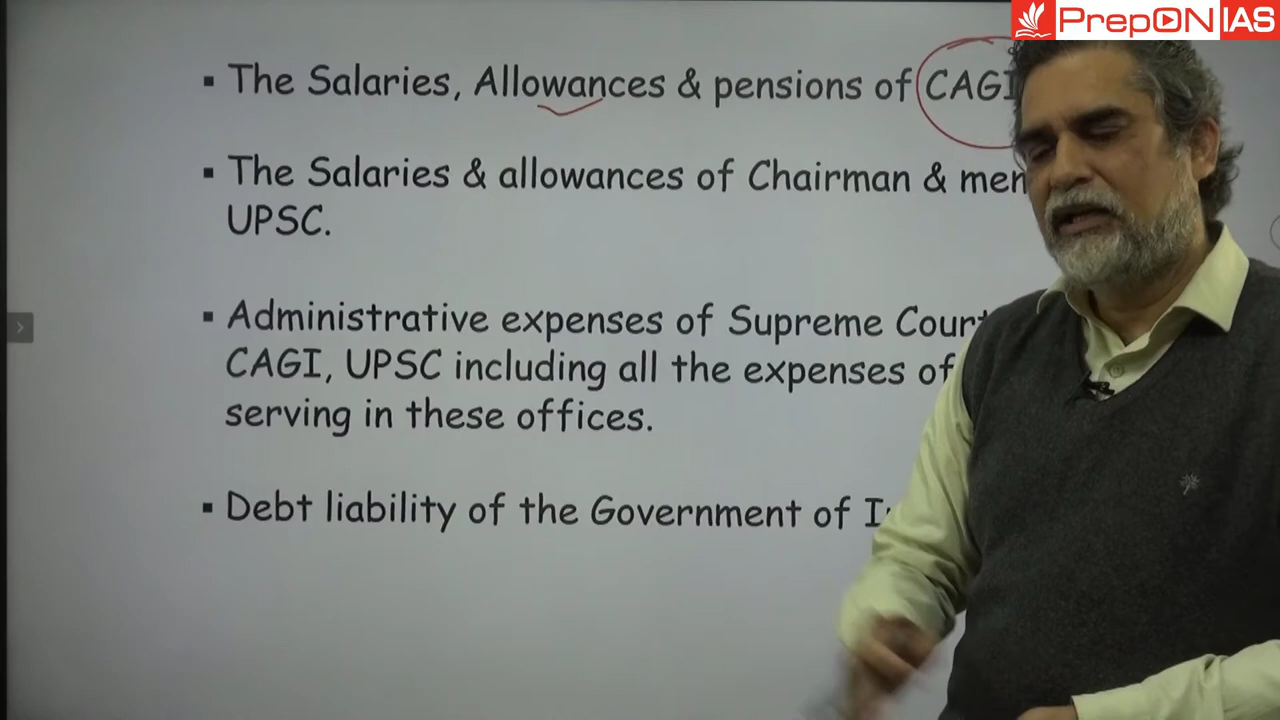 PrepON IAS
▪ The Salaries, Allowances & pensions of CAGI
▪ The Salaries & allowances of Chairman &
UPSC.
▪ Administrative expenses of Supreme Court
CAGI, UPSC including all the expenses of
serving in these offices.
▪ Debt liability of the Government of